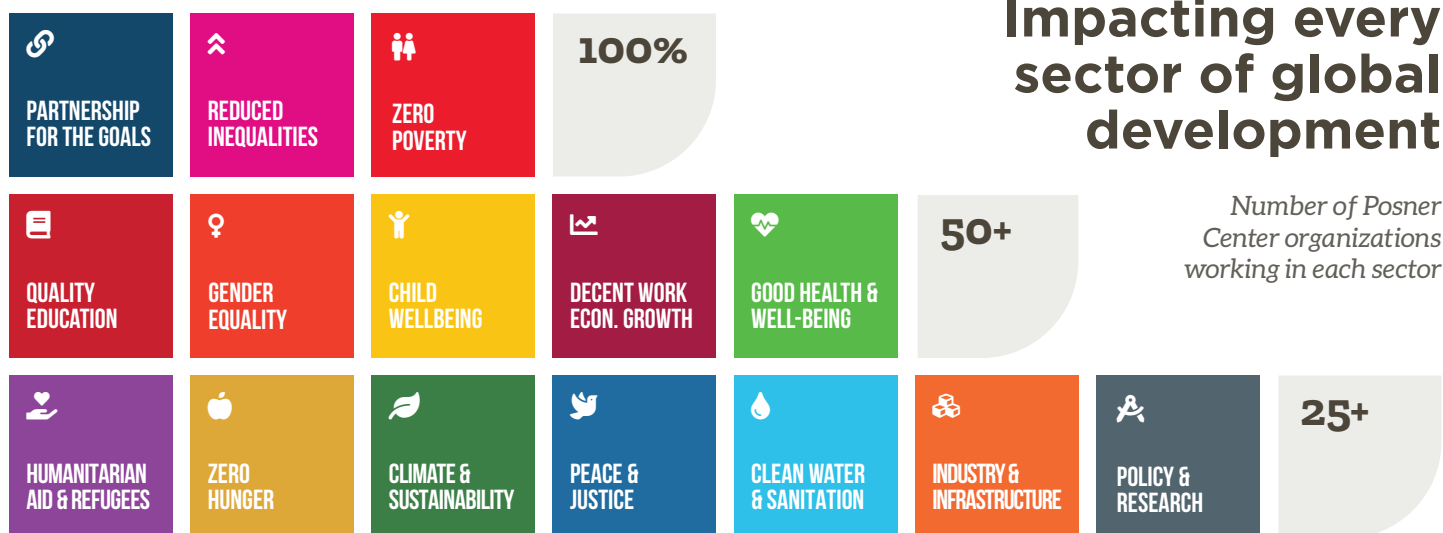 PARTNERSHIP
FOR THE GOALS
REDUCED
INEQUALITIES
ZERO
POVERTY
100%
Impacting every
sector of global
development
Number of Posner
Center organizations
working in each sector
QUALITY
EDUCATION
GENDER
EQUALITY
CHILD
WELLBEING
DECENT WORK
ECON. GROWTH
GOOD HEALTH &
WELL-BEING
50+
HUMANITARIAN
AID & REFUGEES
ZERO
HUNGER
CLIMATE &
SUSTAINABILITY
PEACE &
JUSTICE
CLEAN WATER
& SANITATION
INDUSTRY &
INFRASTRUCTURE
POLICY &
RESEARCH
25+